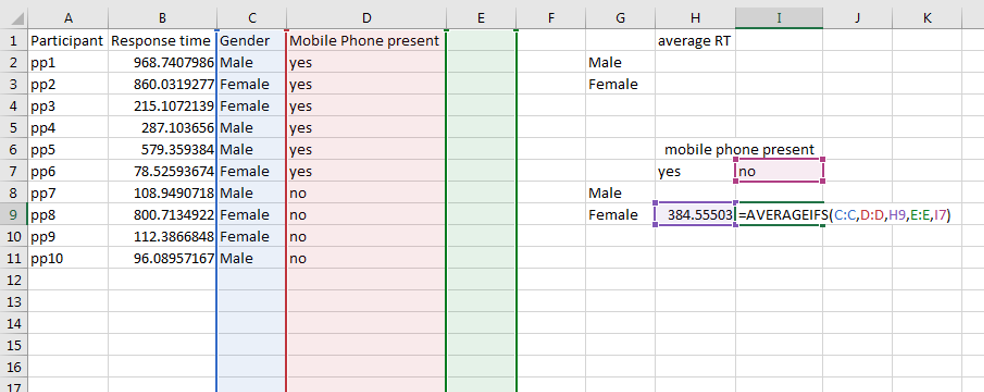 A B C D E F G H I J K
1 Participant Response time Gender Mobile Phone present average RT
2 pp1 968.7407986 Male yes Male
3 pp2 860.0319277 Female yes Female
4 pp3 215.1072139 Female yes
5 pp4 287.103656 Male yes
6 pp5 579.359384 Male yes mobile phone present
7 pp6 78.52593674 Female yes yes no
8 pp7 108.9490718 Male no Male
9 pp8 800.7134922 Female no Female 384.55503 =AVERAGEIFS(C:C,D:D,H9,E:E,I7)
10 pp9 112.3866848 Female no
11 pp10 96.08957167 Male no
12
13
14
15
16
17